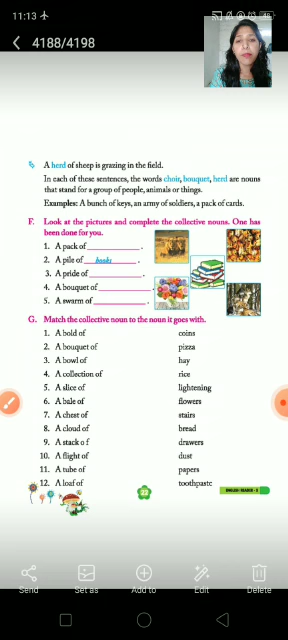 11:13
4188/4198
A herd of sheep is grazing in the field.
In each of these sentences, the words choir, bouquet, herd are nouns
that stand for a group of people, animals or things.
Examples: A bunch of keys, an army of soldiers, a pack of cards.
F. Look at the pictures and complete the collective nouns. One has
been done for you.
1. A pack of
2. A pile of books
3. A pride of
4. A bouquet of
5. A swarm of
G. Match the collective noun to the noun it goes with.
1. A bold of coins
2. A bouquet of pizza
3. A bowl of hay
4. A collection of rice
5. A slice of lightening
6. A bale of flowers
7. A chest of stairs
8. A cloud of bread
9. A stack o f drawers
10. A flight of dust
11. A tube of papers
12. A loaf of toothpaste
22
ENGLISH READER - 5
Send Set as Add to Edit Delete